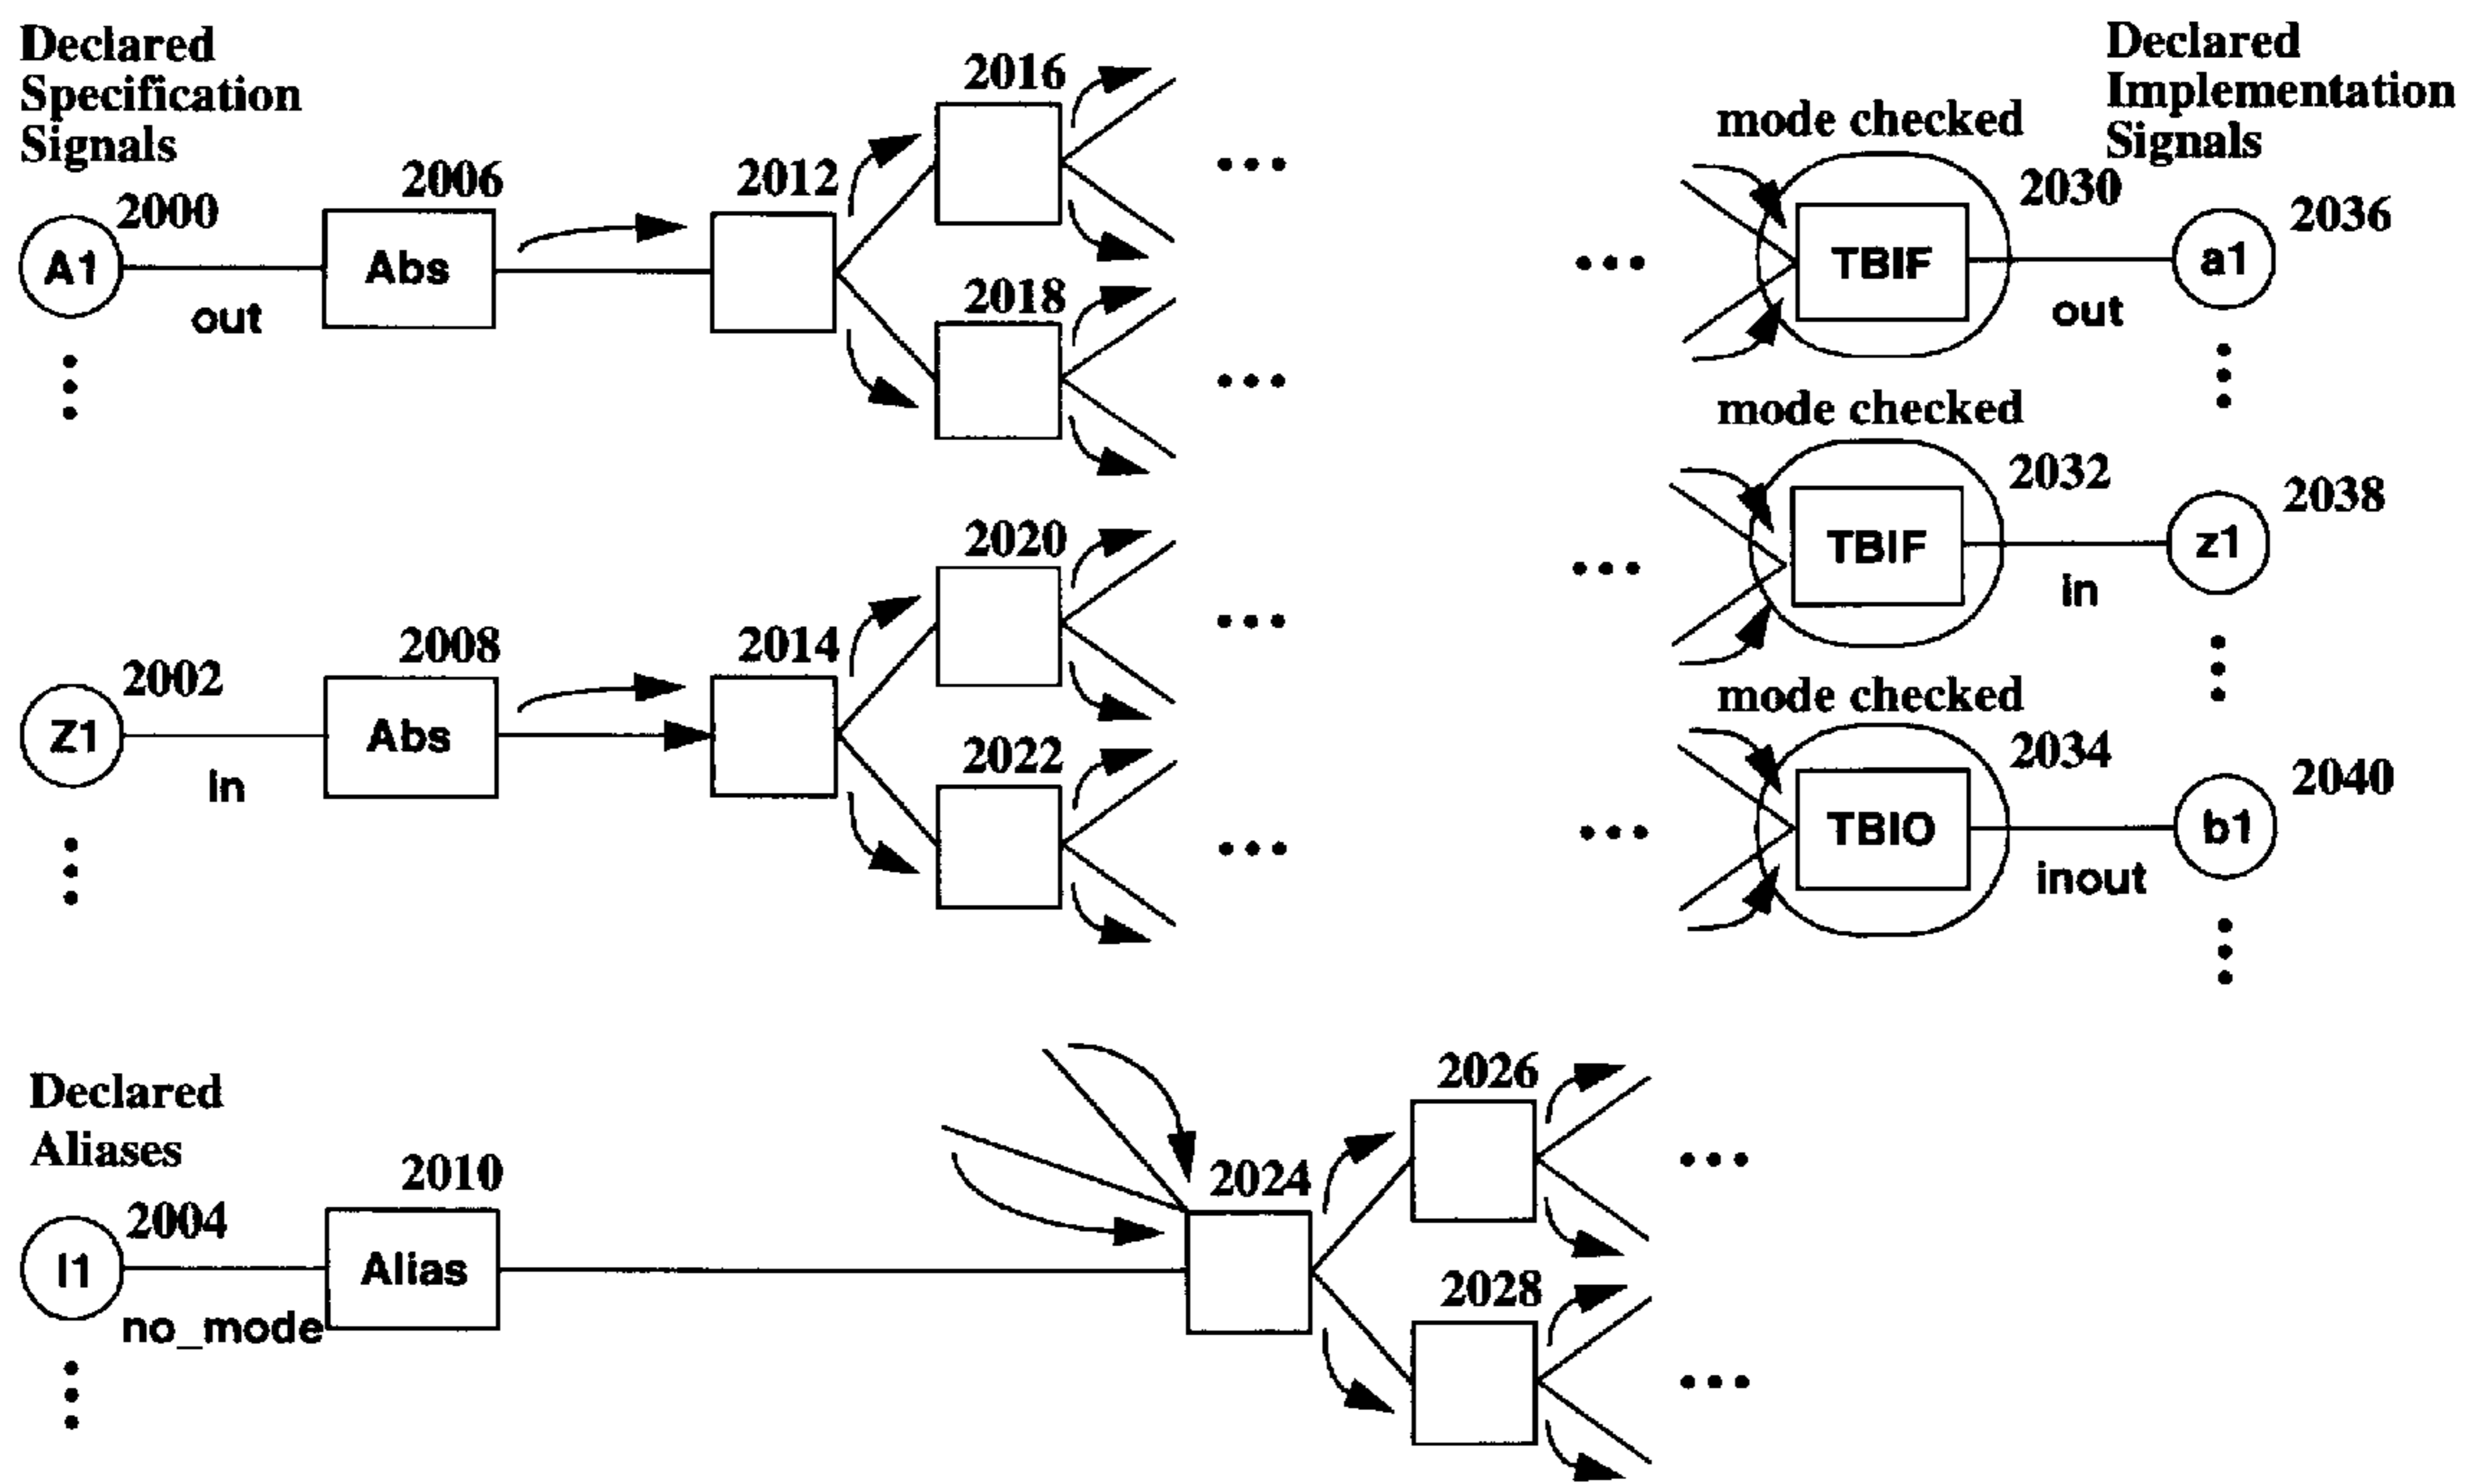 Declared
Specification
Signals
2000
A1
out
2006
Abs
2012
2016
2018
mode checked
2030
TBIF
out
Declared
Implementation
Signals
2036
a1
mode checked
2032
TBIF
in
2038
z1
2002
Z1
in
2008
Abs
2014
2020
2022
mode checked
2034
TBIO
inout
2040
b1
Declared
Aliases
2004
I1
no_mode
2010
Alias
2024
2026
2028